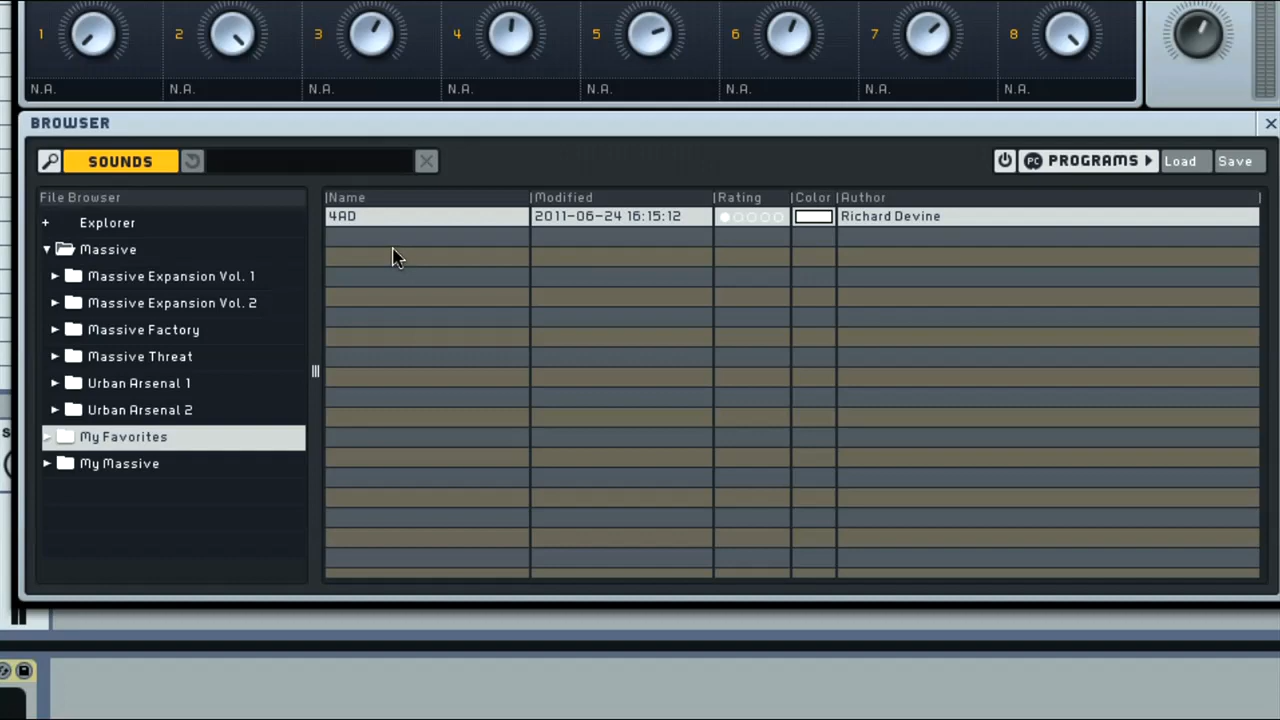 1 2 3 4 5 6 7 8
N.A. N.A. N.A. N.A. N.A. N.A. N.A. N.A.
BROWSER
SOUNDS
PC PROGRAMS Load Save
File Browser
Explorer
Massive
Massive Expansion Vol. 1
Massive Expansion Vol. 2
Massive Factory
Massive Threat
Urban Arsenal 1
Urban Arsenal 2
My Favorites
My Massive
Name Modified Rating Color Author
4AD 2011-06-24 16:15:12 Richard Devine